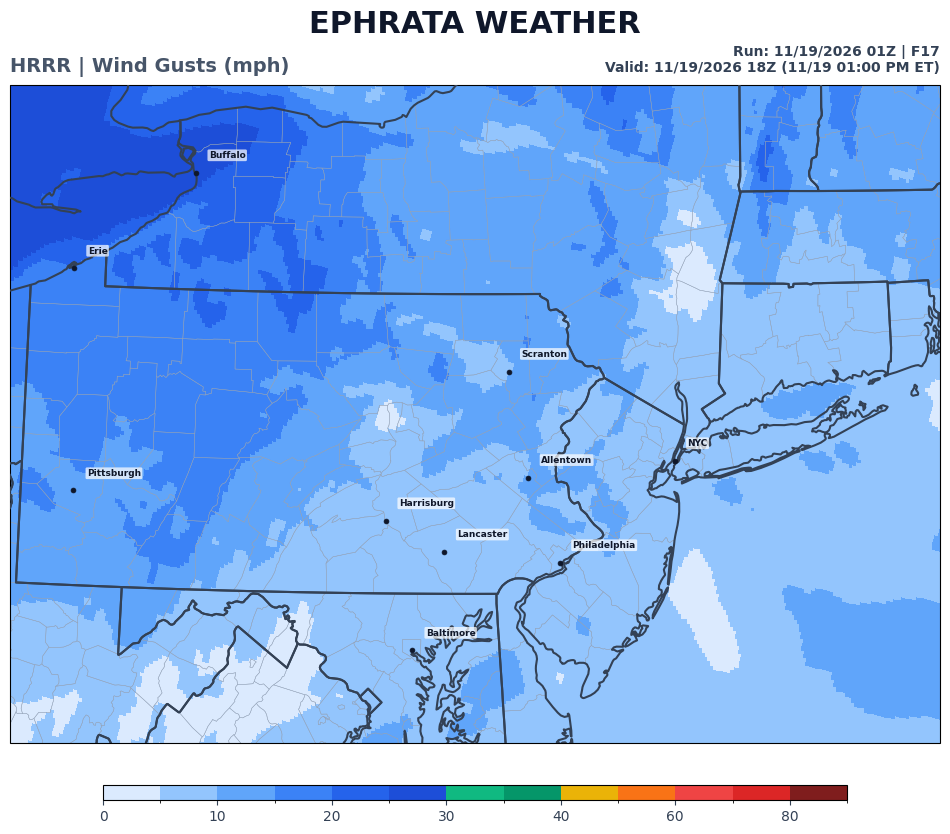 EPHRATA WEATHER
HRRR | Wind Gusts (mph)
Run: 11/19/2026 01Z | F17
Valid: 11/19/2026 18Z (11/19 01:00 PM ET)
Buffalo
Erie
Scranton
NYC
Allentown
Pittsburgh
Harrisburg
Lancaster
Philadelphia
Baltimore
0 10 20 30 40 60 80